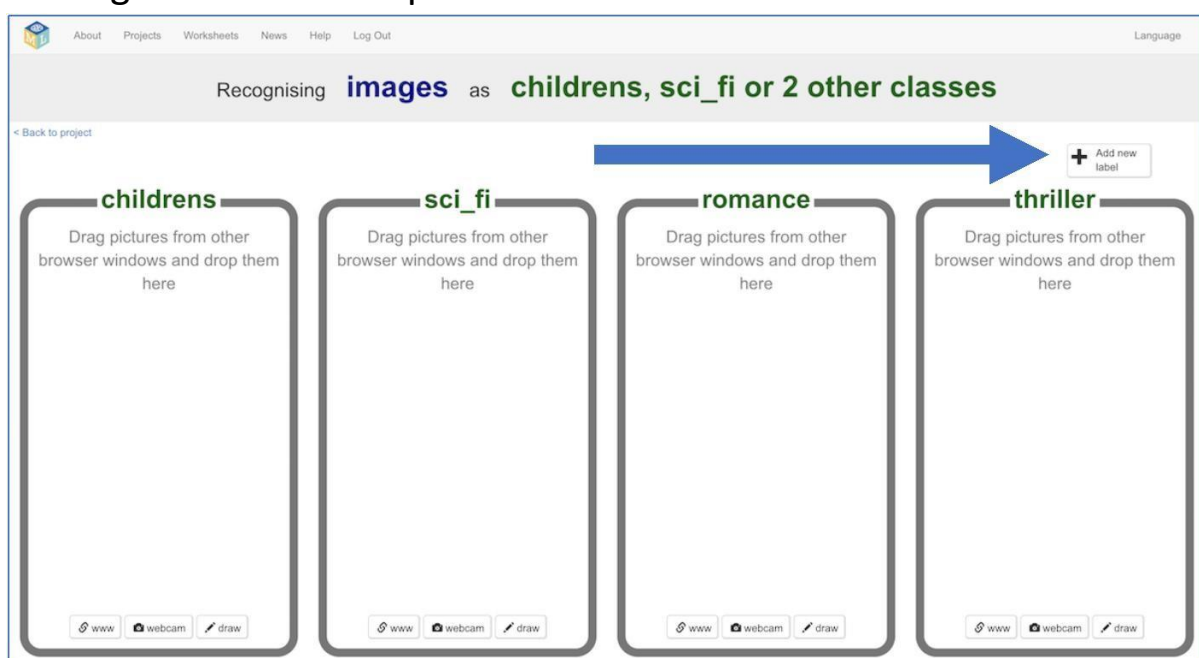 About Projects Worksheets News Help Log Out Language
Recognising images as childrens, sci_fi or 2 other classes
< Back to project
Add new
label
childrens
Drag pictures from other
browser windows and drop them
here
www webcam draw
sci_fi
Drag pictures from other
browser windows and drop them
here
www webcam draw
romance
Drag pictures from other
browser windows and drop them
here
www webcam draw
thriller
Drag pictures from other
browser windows and drop them
here
www webcam draw